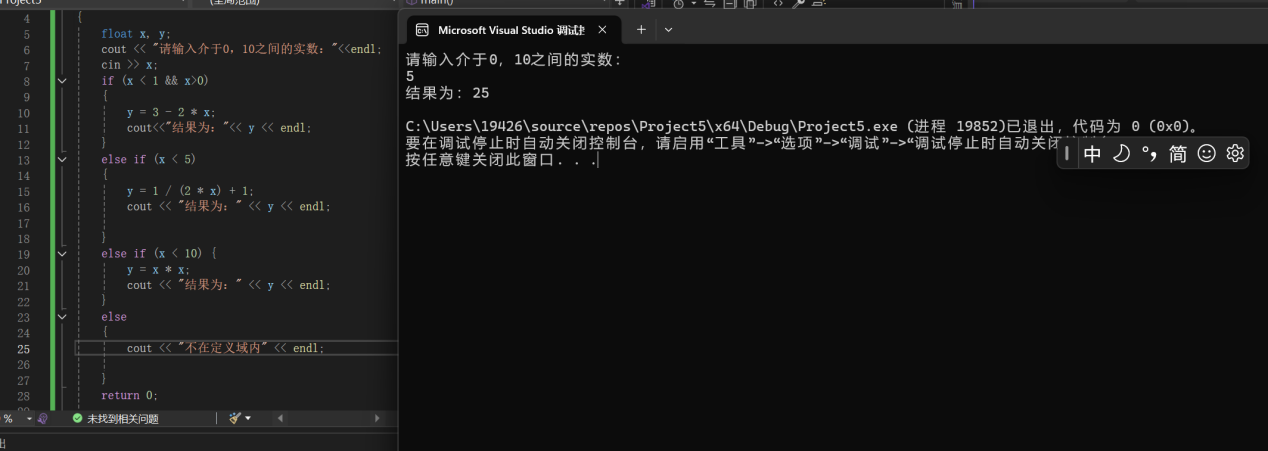 (全局范围)
main()
4 {
5 float x, y;
6 cout << "请输入介于0，10之间的实数："<<endl;
7 cin >> x;
8 if (x < 1 && x>0)
9 {
10 y = 3 - 2 * x;
11 cout<<"结果为："<< y << endl;
12 }
13 else if (x < 5)
14 {
15 y = 1 / (2 * x) + 1;
16 cout << "结果为：" << y << endl;
17
18 }
19 else if (x < 10) {
20 y = x * x;
21 cout << "结果为：" << y << endl;
22 }
23 else
24 {
25 cout << "不在定义域内" << endl;
26
27 }
28 return 0;
%
未找到相关问题
出
Microsoft Visual Studio 调试
请输入介于0，10之间的实数：
5
结果为：25
C:\Users\19426\source\repos\Project5\x64\Debug\Project5.exe (进程 19852)已退出，代码为 0 (0x0)。
要在调试停止时自动关闭控制台，请启用“工具”->“选项”->“调试”->“调试停止时自动关闭
按任意键关闭此窗口. . .
中 °, 简